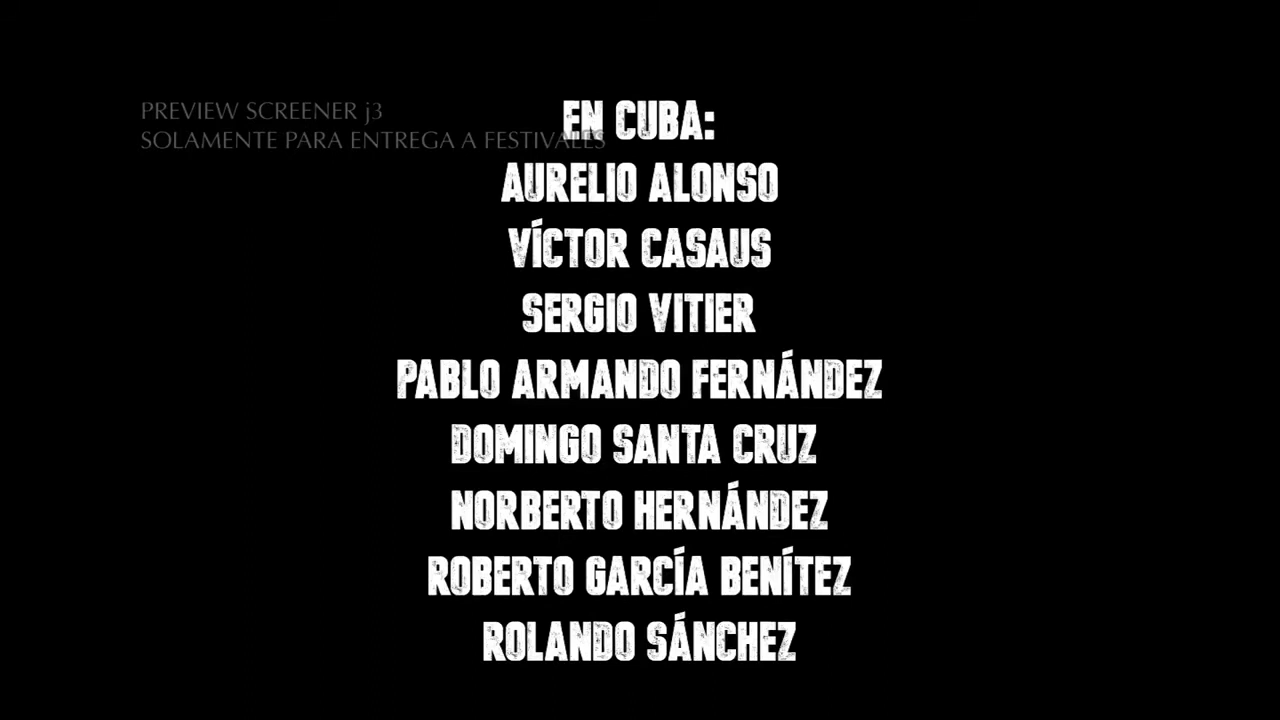 PREVIEW SCREENER j3
SOLAMENTE PARA ENTREGA A FESTIVALES
EN CUBA:
AURELIO ALONSO
VÍCTOR CASAUS
SERGIO VITIER
PABLO ARMANDO FERNÁNDEZ
DOMINGO SANTA CRUZ
NORBERTO HERNÁNDEZ
ROBERTO GARCÍA BENÍTEZ
ROLANDO SÁNCHEZ